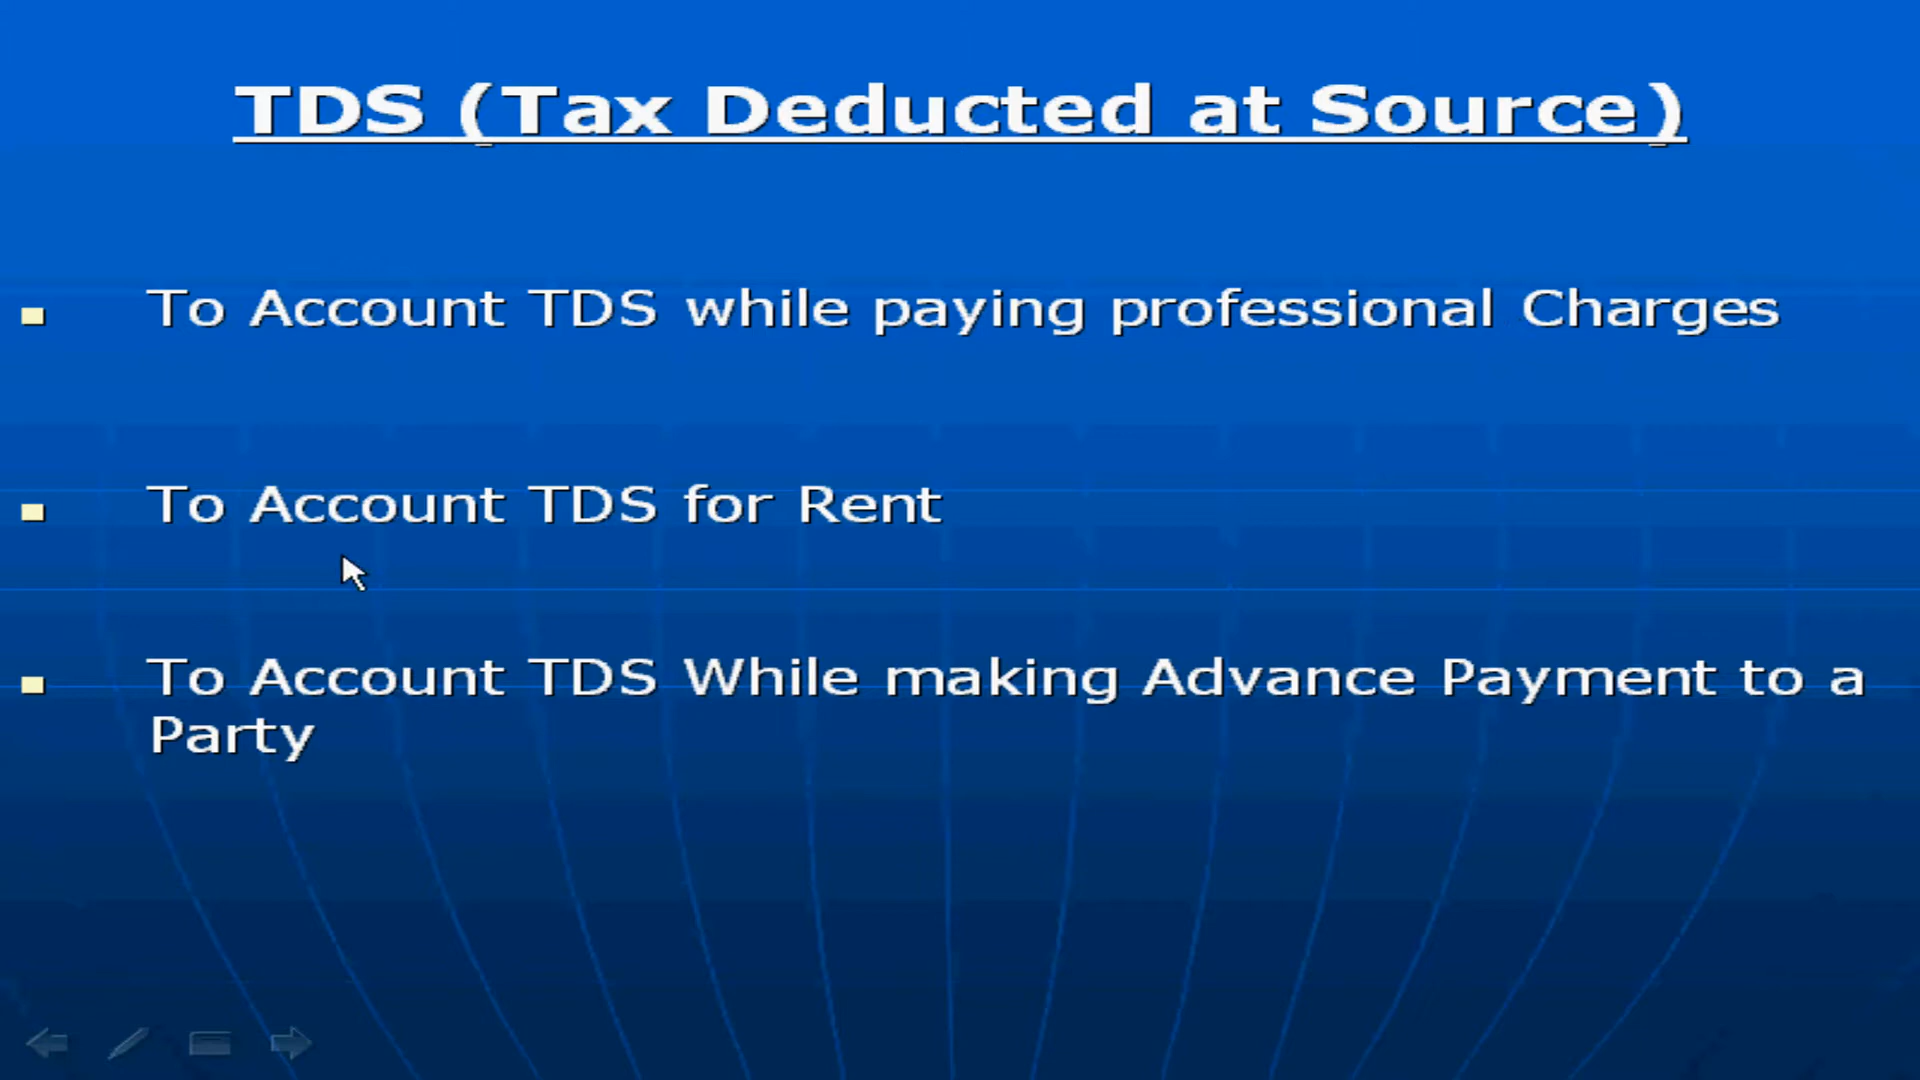 TDS (Tax Deducted at Source)
To Account TDS while paying professional Charges
To Account TDS for Rent
To Account TDS While making Advance Payment to a
Party